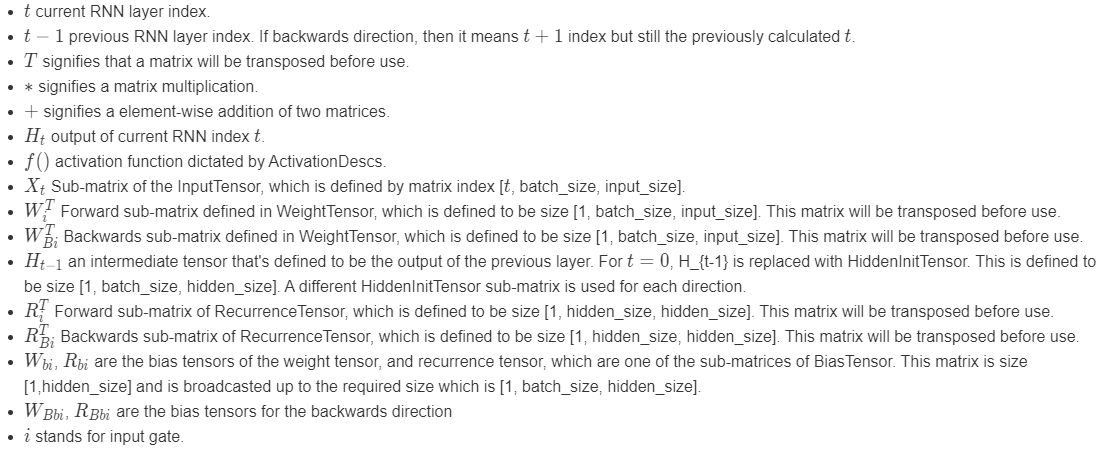 • t current RNN layer index.
• t − 1 previous RNN layer index. If backwards direction, then it means t + 1 index but still the previously calculated t.
• T signifies that a matrix will be transposed before use.
• * signifies a matrix multiplication.
• + signifies a element-wise addition of two matrices.
• H_t output of current RNN index t.
• f() activation function dictated by ActivationDescs.
• X_t Sub-matrix of the InputTensor, which is defined by matrix index [t, batch_size, input_size].
• W_i^T Forward sub-matrix defined in WeightTensor, which is defined to be size [1, batch_size, input_size]. This matrix will be transposed before use.
• W_{Bi}^T Backwards sub-matrix defined in WeightTensor, which is defined to be size [1, batch_size, input_size]. This matrix will be transposed before use.
• H_{t−1} an intermediate tensor that's defined to be the output of the previous layer. For t = 0, H_{t-1} is replaced with HiddenInitTensor. This is defined to
be size [1, batch_size, hidden_size]. A different HiddenInitTensor sub-matrix is used for each direction.
• R_i^T Forward sub-matrix of RecurrenceTensor, which is defined to be size [1, hidden_size, hidden_size]. This matrix will be transposed before use.
• R_{Bi}^T Backwards sub-matrix of RecurrenceTensor, which is defined to be size [1, hidden_size, hidden_size]. This matrix will be transposed before use.
• W_{bi}, R_{bi} are the bias tensors of the weight tensor, and recurrence tensor, which are one of the sub-matrices of BiasTensor. This matrix is size
[1,hidden_size] and is broadcasted up to the required size which is [1, batch_size, hidden_size].
• W_{Bbi}, R_{Bbi} are the bias tensors for the backwards direction
• i stands for input gate.